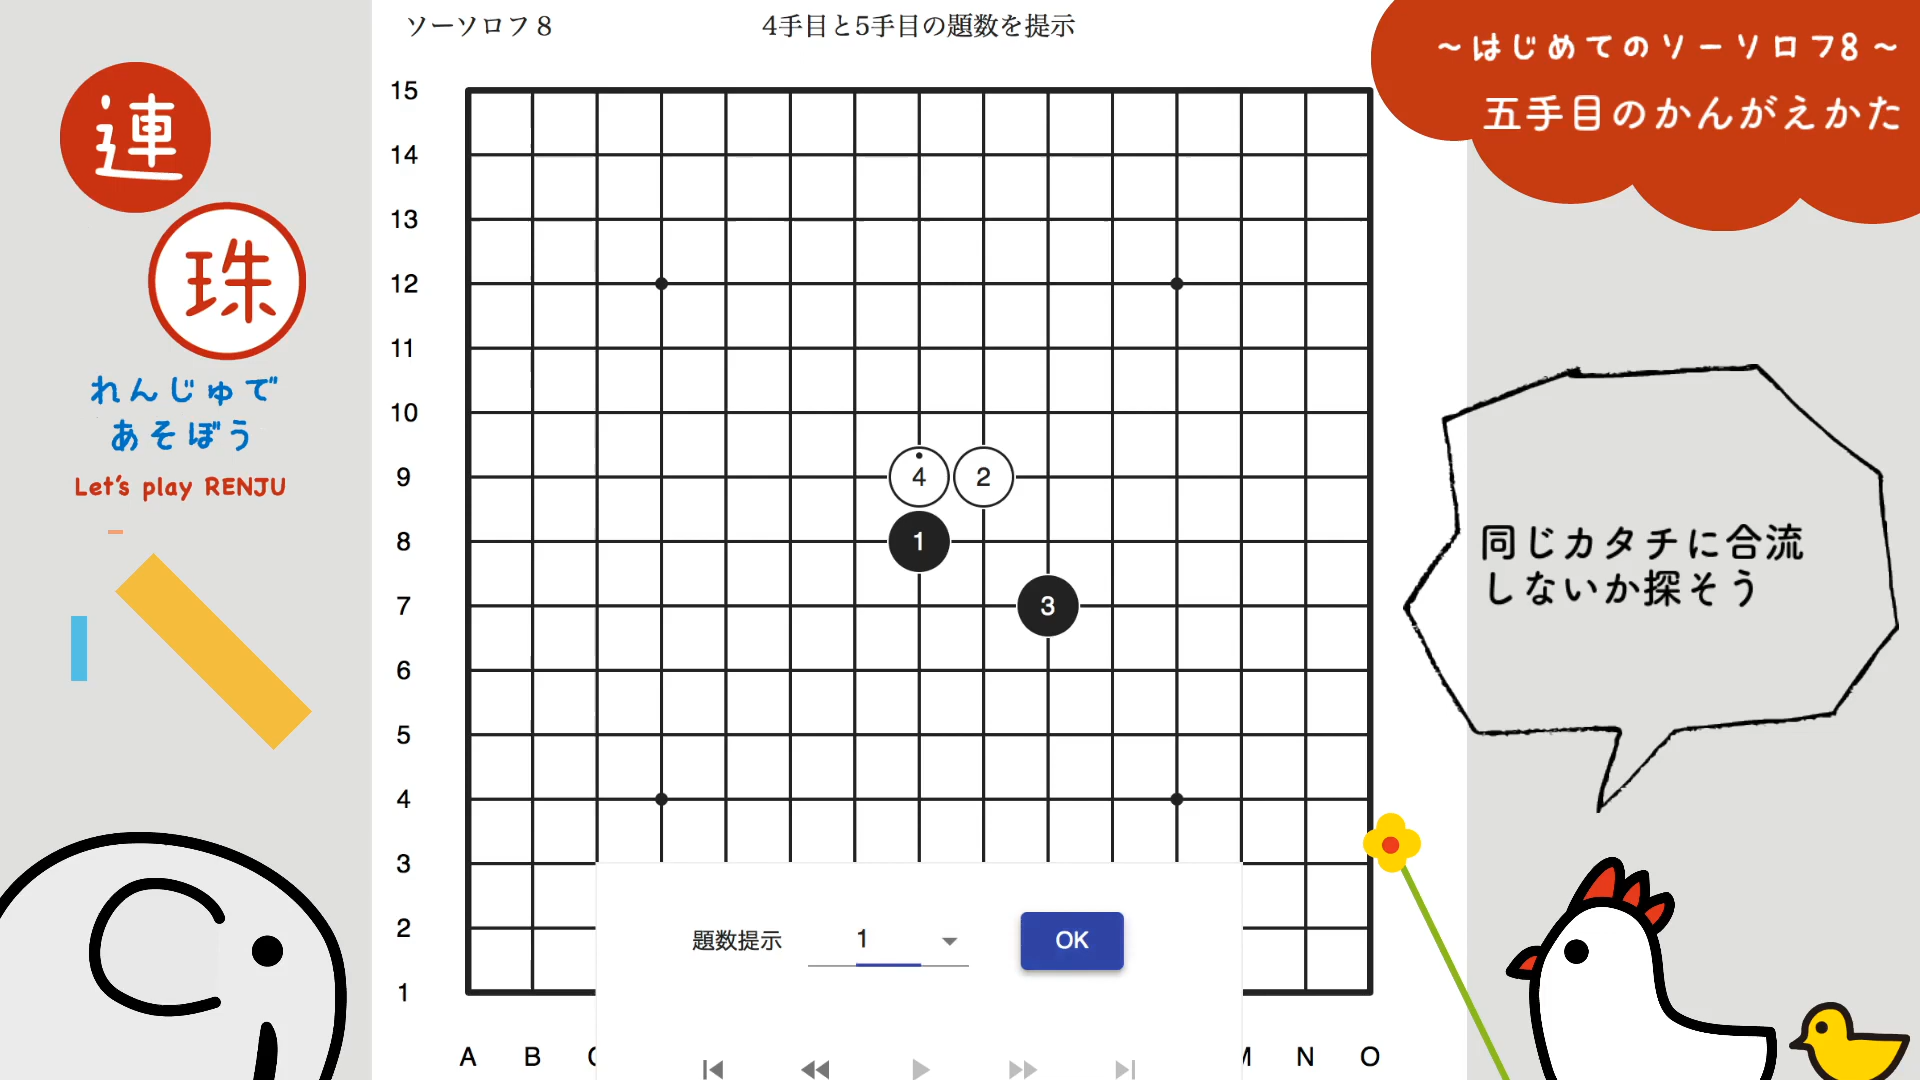 連
珠
れんじゅで
あそぼう
Let's play RENJU
ソーソロフ８
4手目と5手目の題数を提示
15
14
13
12
11
10
9
8
7
6
5
4
3
2
1
4 2
1
3
題数提示 1 OK
A B C M N O
～はじめてのソーソロフ8～
五手目のかんがえかた
同じカタチに合流
しないか探そう